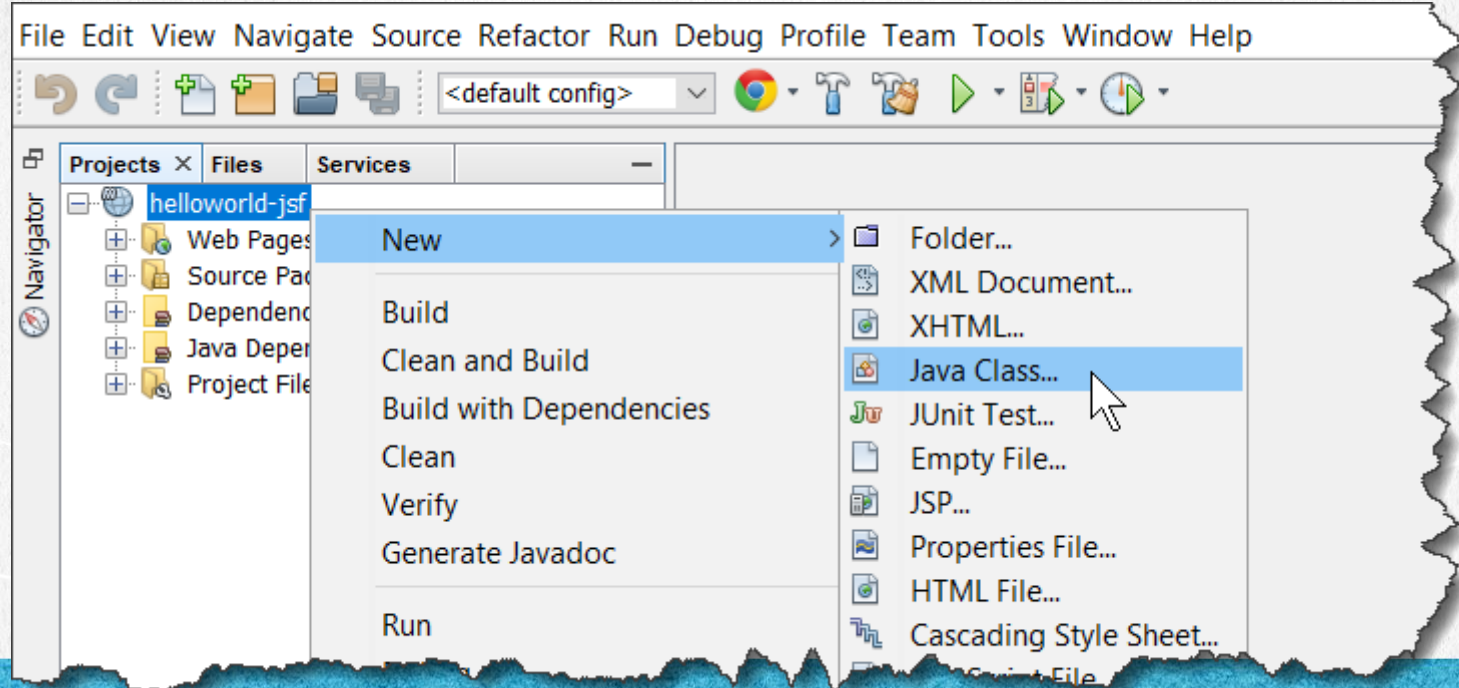 File Edit View Navigate Source Refactor Run Debug Profile Team Tools Window Help
<default config>
Projects Files Services
Navigator
helloworld-jsf
Web Pages
Source Pac
Dependenc
Java Deper
Project File
New
Build
Clean and Build
Build with Dependencies
Clean
Verify
Generate Javadoc
Run
Folder...
XML Document...
XHTML...
Java Class...
JUnit Test...
Empty File...
JSP...
Properties File...
HTML File...
Cascading Style Sheet...
File